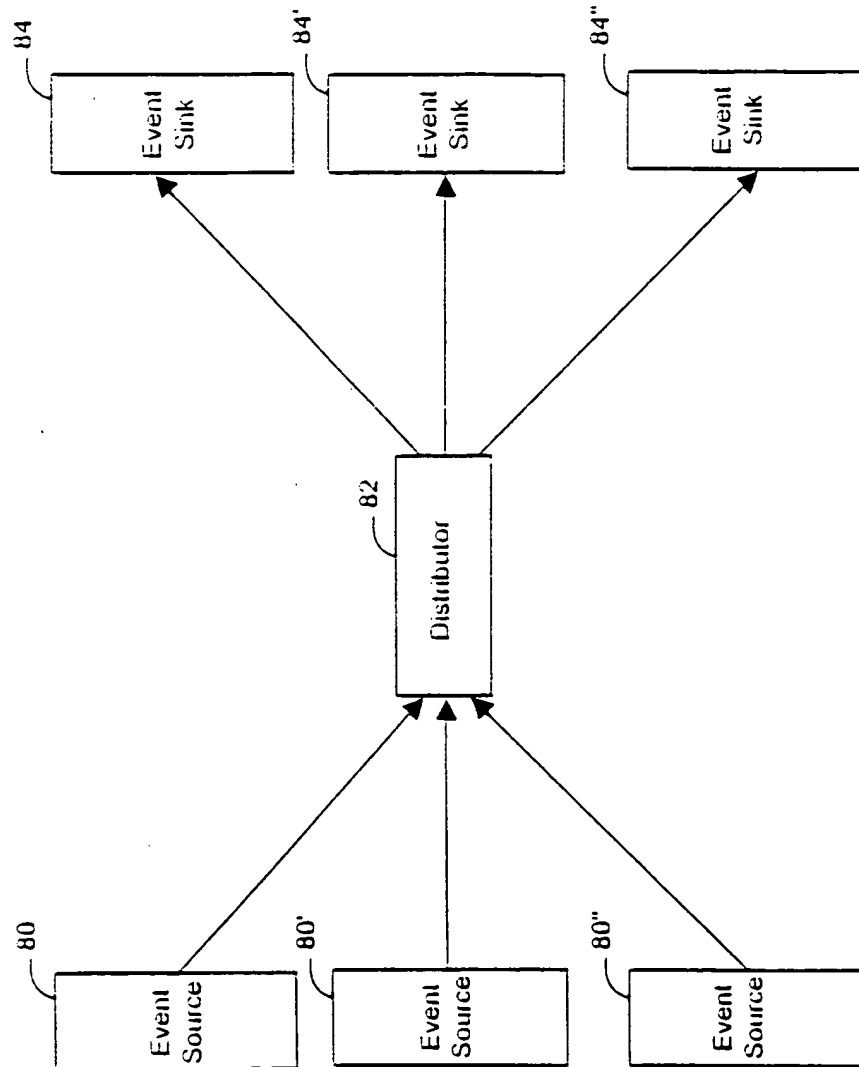 80
Event
Source
80'
Event
Source
80"
Event
Source
82
Distributor
84
Event
Sink
84'
Event
Sink
84"
Event
Sink